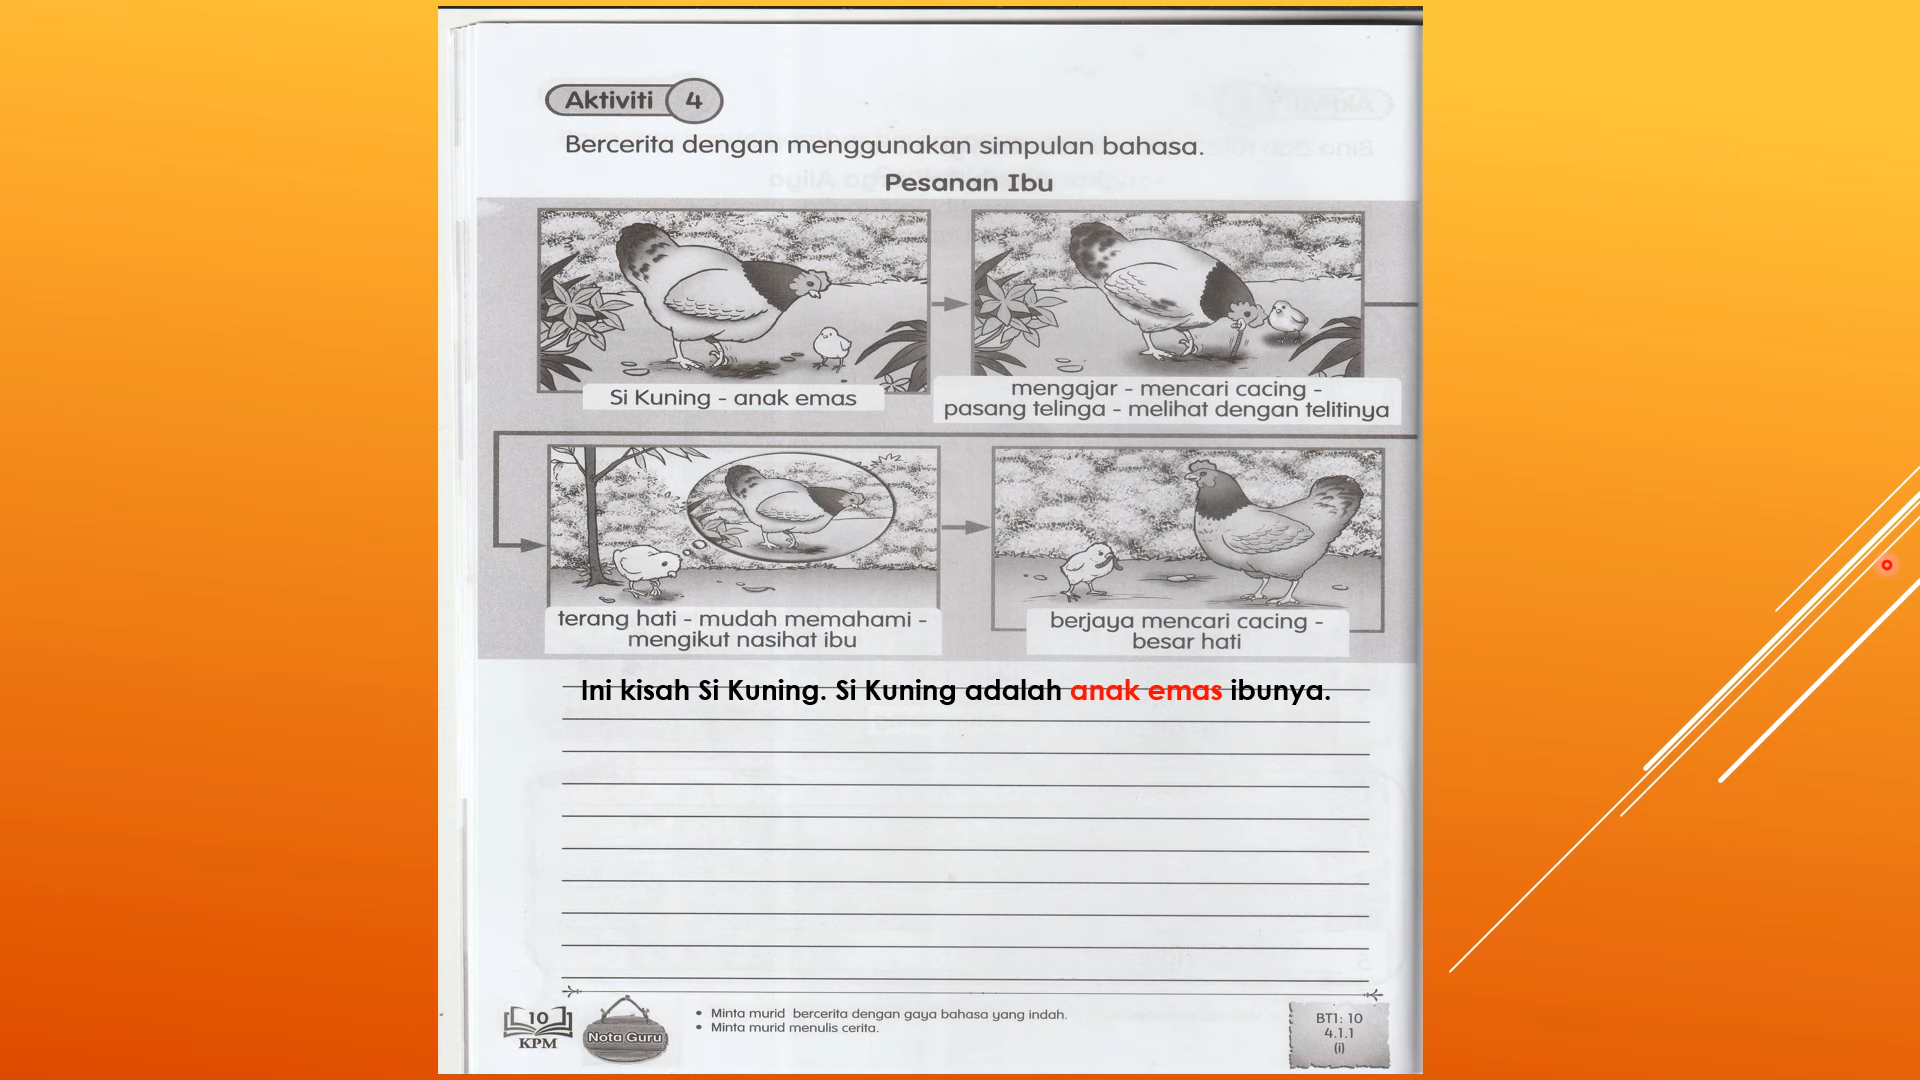 Aktiviti 4
Bercerita dengan menggunakan simpulan bahasa.
Pesanan Ibu
Si Kuning - anak emas
mengajar - mencari cacing -
pasang telinga - melihat dengan telitinya
terang hati - mudah memahami -
mengikut nasihat ibu
berjaya mencari cacing -
besar hati
Ini kisah Si Kuning. Si Kuning adalah anak emas ibunya.
10
KPM
Nota Guru
• Minta murid bercerita dengan gaya bahasa yang indah.
• Minta murid menulis cerita.
BT1: 10
4.1.1
(i)